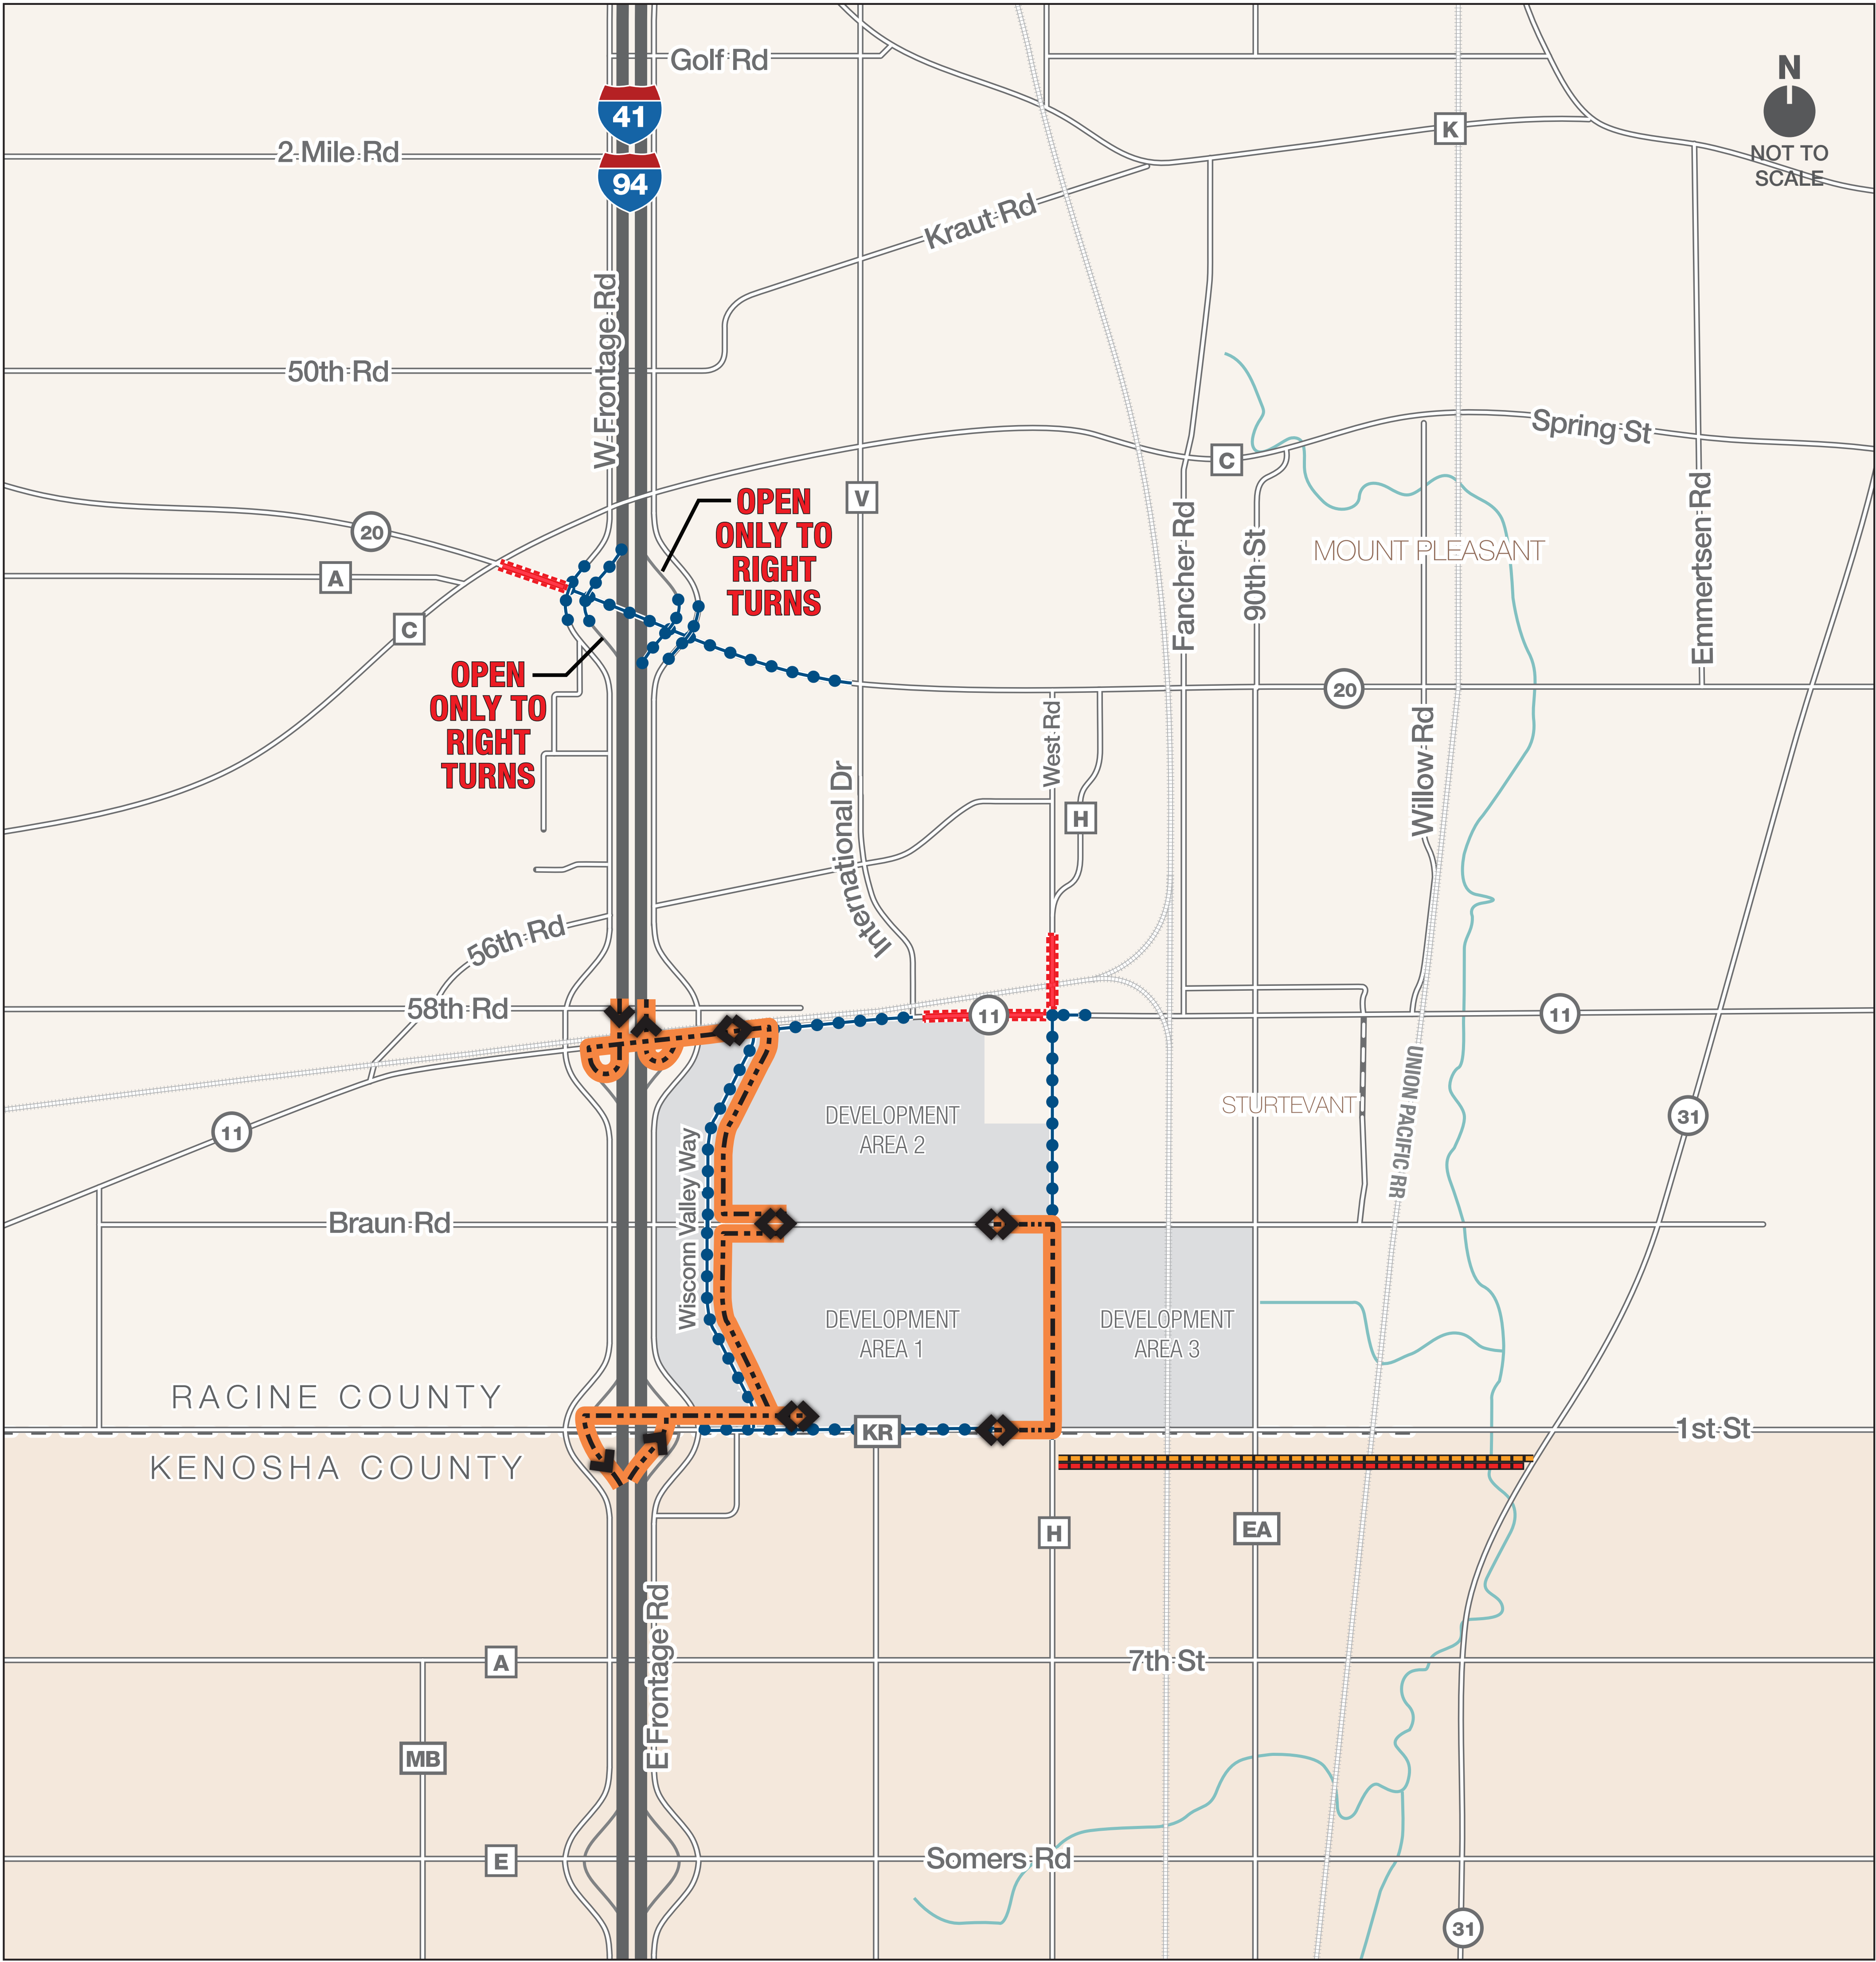 Golf Rd
N
NOT TO
SCALE
41
2 Mile Rd
94
K
Kraut Rd
W Frontage Rd
50th Rd
Spring St
C
V
OPEN
ONLY TO
RIGHT
TURNS
20
A
C
Fancher Rd
90th St
MOUNT PLEASANT
Emmertsen Rd
OPEN
ONLY TO
RIGHT
TURNS
20
West Rd
Willow Rd
International Dr
H
56th Rd
58th Rd
11
11
UNION PACIFIC RR
STURTEVANT
31
11
DEVELOPMENT
AREA 2
Wisconn Valley Way
Braun Rd
DEVELOPMENT
AREA 1
DEVELOPMENT
AREA 3
RACINE COUNTY
KR
1st St
KENOSHA COUNTY
H
EA
E Frontage Rd
A
7th St
MB
E
Somers Rd
31